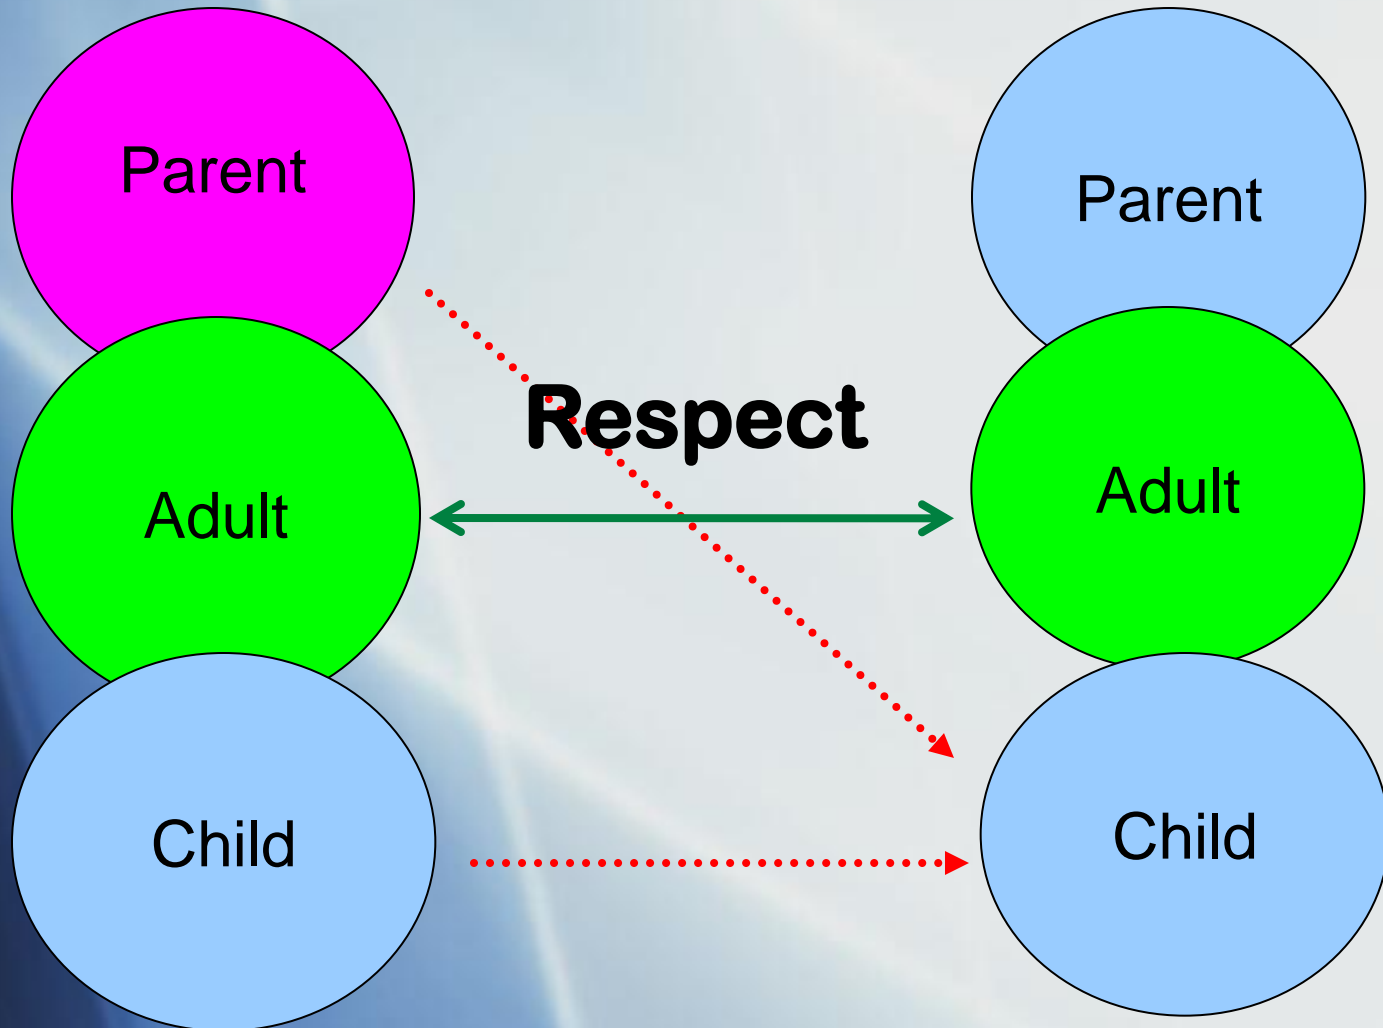 Parent
Parent
Respect
Adult
Adult
Child
Child